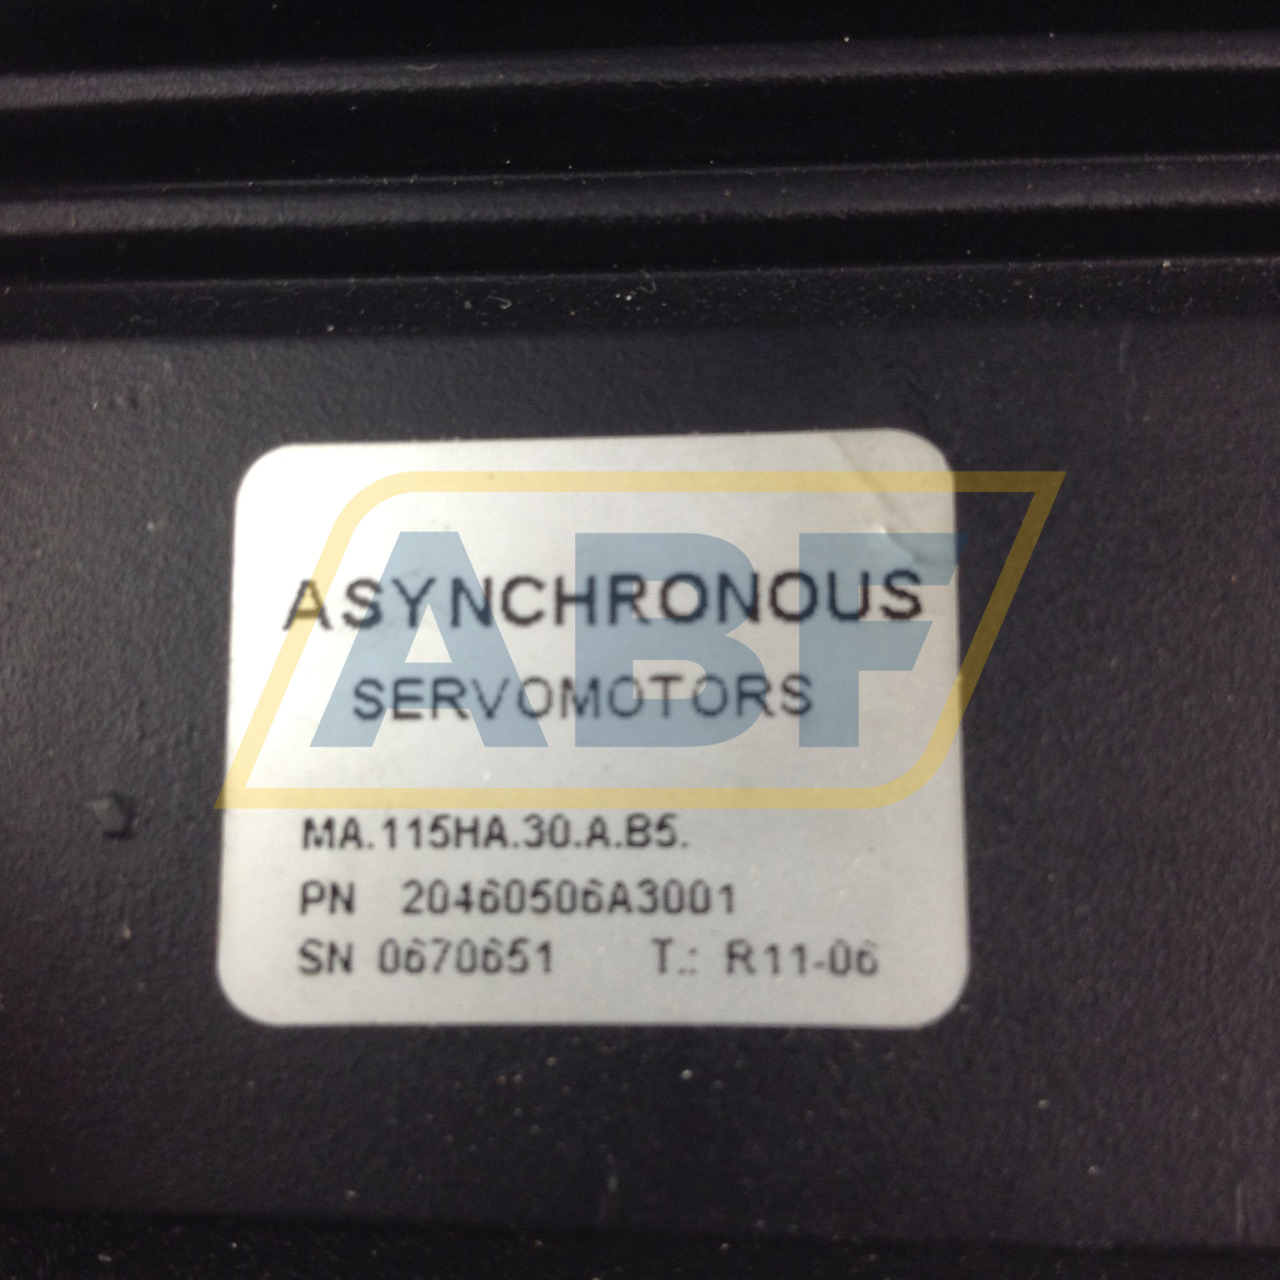 ABF
ASYNCHRONOUS
SERVOMOTORS
MA.115HA.30.A.B5.
PN 20460506A3001
SN 0670651 T.: R11-06